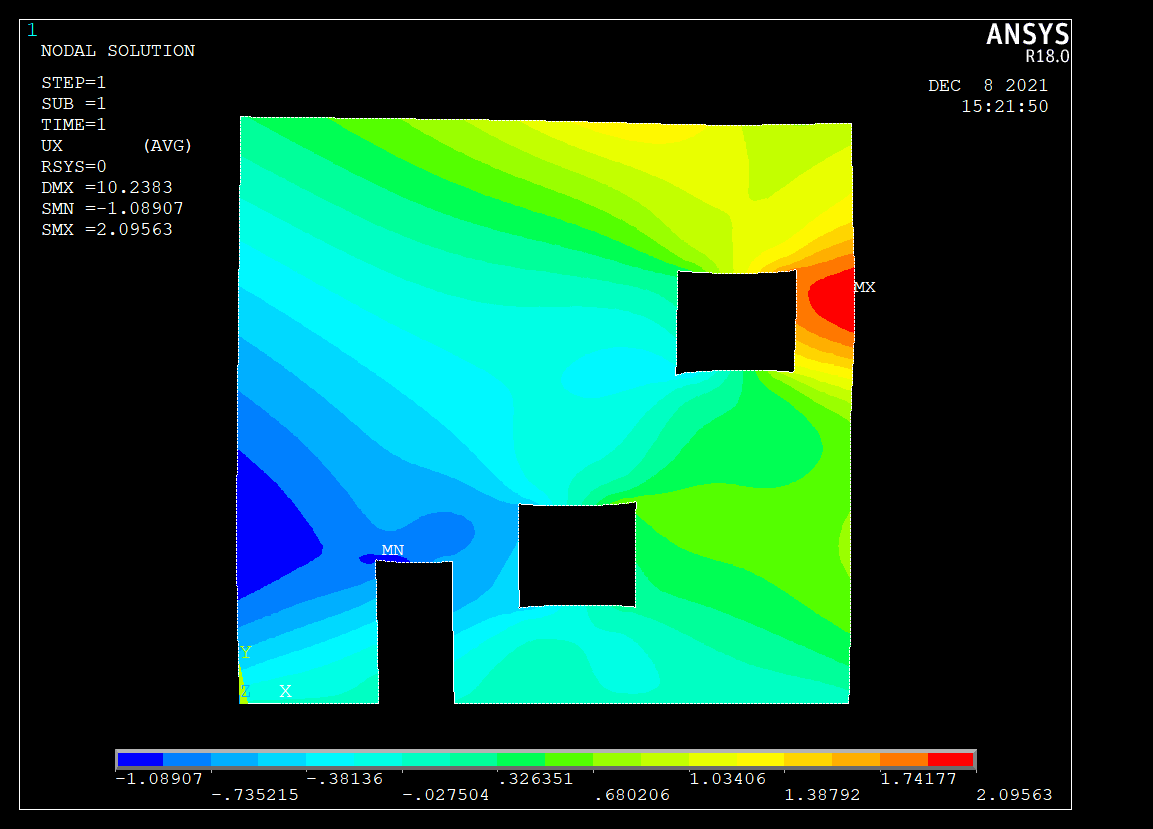 1
ANSYS
R18.0
NODAL SOLUTION
STEP=1
SUB =1
TIME=1
UX (AVG)
RSYS=0
DMX =10.2383
SMN =-1.08907
SMX =2.09563
DEC 8 2021
15:21:50
MX
MN
Y
Z X
-1.08907 -.38136 .326351 1.03406 1.74177
-.735215 -.027504 .680206 1.38792 2.09563